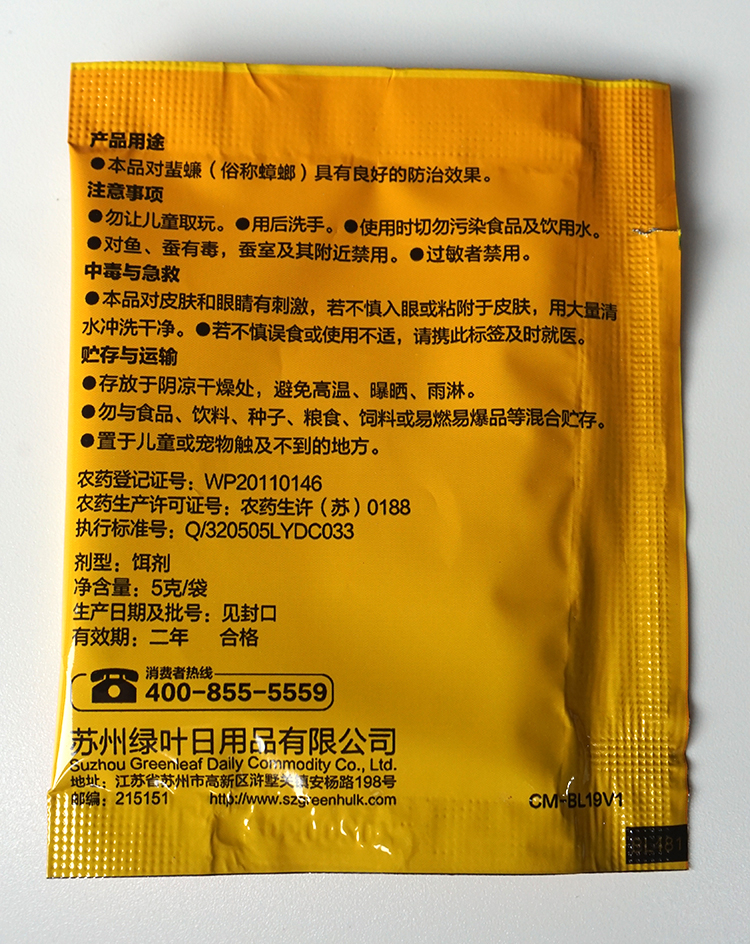 产品用途
●本品对蜚蠊（俗称蟑螂）具有良好的防治效果。
注意事项
●勿让儿童取玩。●用后洗手。●使用时切勿污染食品及饮用水。
●对鱼、蚕有毒，蚕室及其附近禁用。●过敏者禁用。
中毒与急救
●本品对皮肤和眼睛有刺激，若不慎入眼或粘附于皮肤，用大量清
水冲洗干净。●若不慎误食或使用不适，请携此标签及时就医。
贮存与运输
●存放于阴凉干燥处，避免高温、曝晒、雨淋。
●勿与食品、饮料、种子、粮食、饲料或易燃易爆品等混合贮存。
●置于儿童或宠物触及不到的地方。
农药登记证号：WP20110146
农药生产许可证号：农药生许（苏）0188
执行标准号：Q/320505LYDC033
剂型：饵剂
净含量：5克/袋
生产日期及批号：见封口
有效期：二年 合格
消费者热线
400-855-5559
苏州绿叶日用品有限公司
Suzhou Greenleaf Daily Commodity Co., Ltd.
地址：江苏省苏州市高新区浒墅关镇安杨路198号
邮编：215151 http://www.szgreenhulk.com
CM-BL19V1